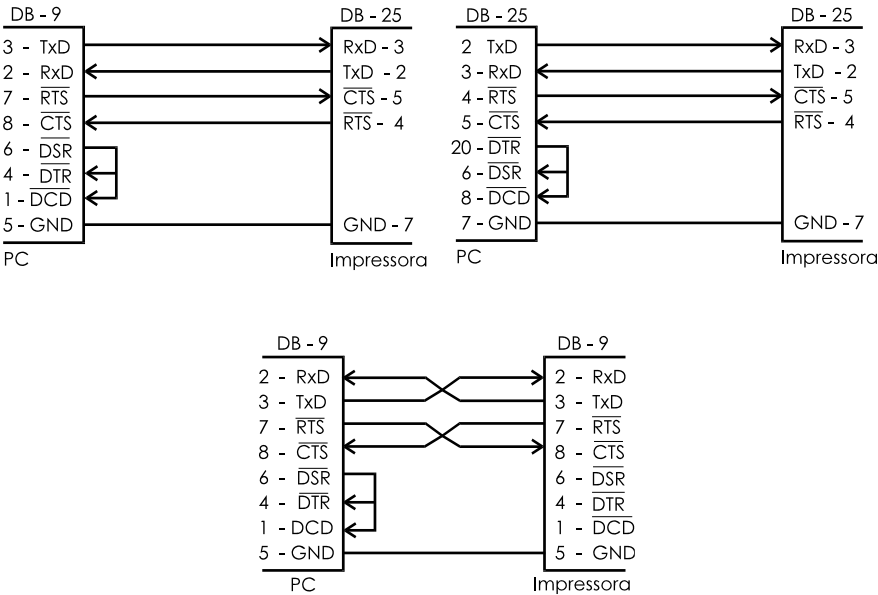 DB - 9
DB - 25
3 - TxD
RxD - 3
2 - RxD
TxD - 2
7 - RTS
CTS - 5
8 - CTS
RTS - 4
6 - DSR
4 - DTR
1 - DCD
5 - GND
GND - 7
PC
Impressora
DB - 25
DB - 25
2 TxD
RxD - 3
3 - RxD
TxD - 2
4 - RTS
CTS - 5
5 - CTS
RTS - 4
20 - DTR
6 - DSR
8 - DCD
7 - GND
GND - 7
PC
Impressora
DB - 9
DB - 9
2 - RxD
2 - RxD
3 - TxD
3 - TxD
7 - RTS
7 - RTS
8 - CTS
8 - CTS
6 - DSR
6 - DSR
4 - DTR
4 - DTR
1 - DCD
1 - DCD
5 - GND
5 - GND
PC
Impressora